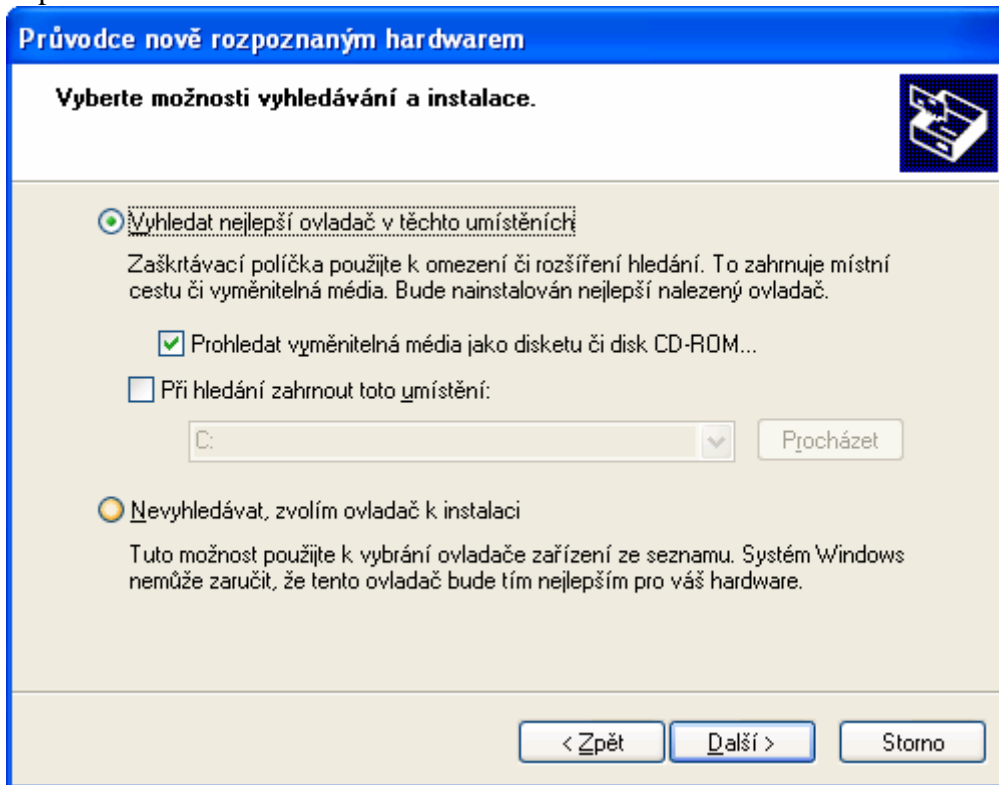 Průvodce nově rozpoznaným hardwarem
Vyberte možnosti vyhledávání a instalace.
Vyhledat nejlepší ovladač v těchto umístěních
Zaškrtávací políčka použijte k omezení či rozšíření hledání. To zahrnuje místní
cestu či vyměnitelná média. Bude nainstalován nejlepší nalezený ovladač.
Prohledat vyměnitelná média jako disketu či disk CD-ROM...
Při hledání zahrnout toto umístění:
C:
Procházet
Nevyhledávat, zvolím ovladač k instalaci
Tuto možnost použijte k vybrání ovladače zařízení ze seznamu. Systém Windows
nemůže zaručit, že tento ovladač bude tím nejlepším pro váš hardware.
< Zpět
Další >
Storno